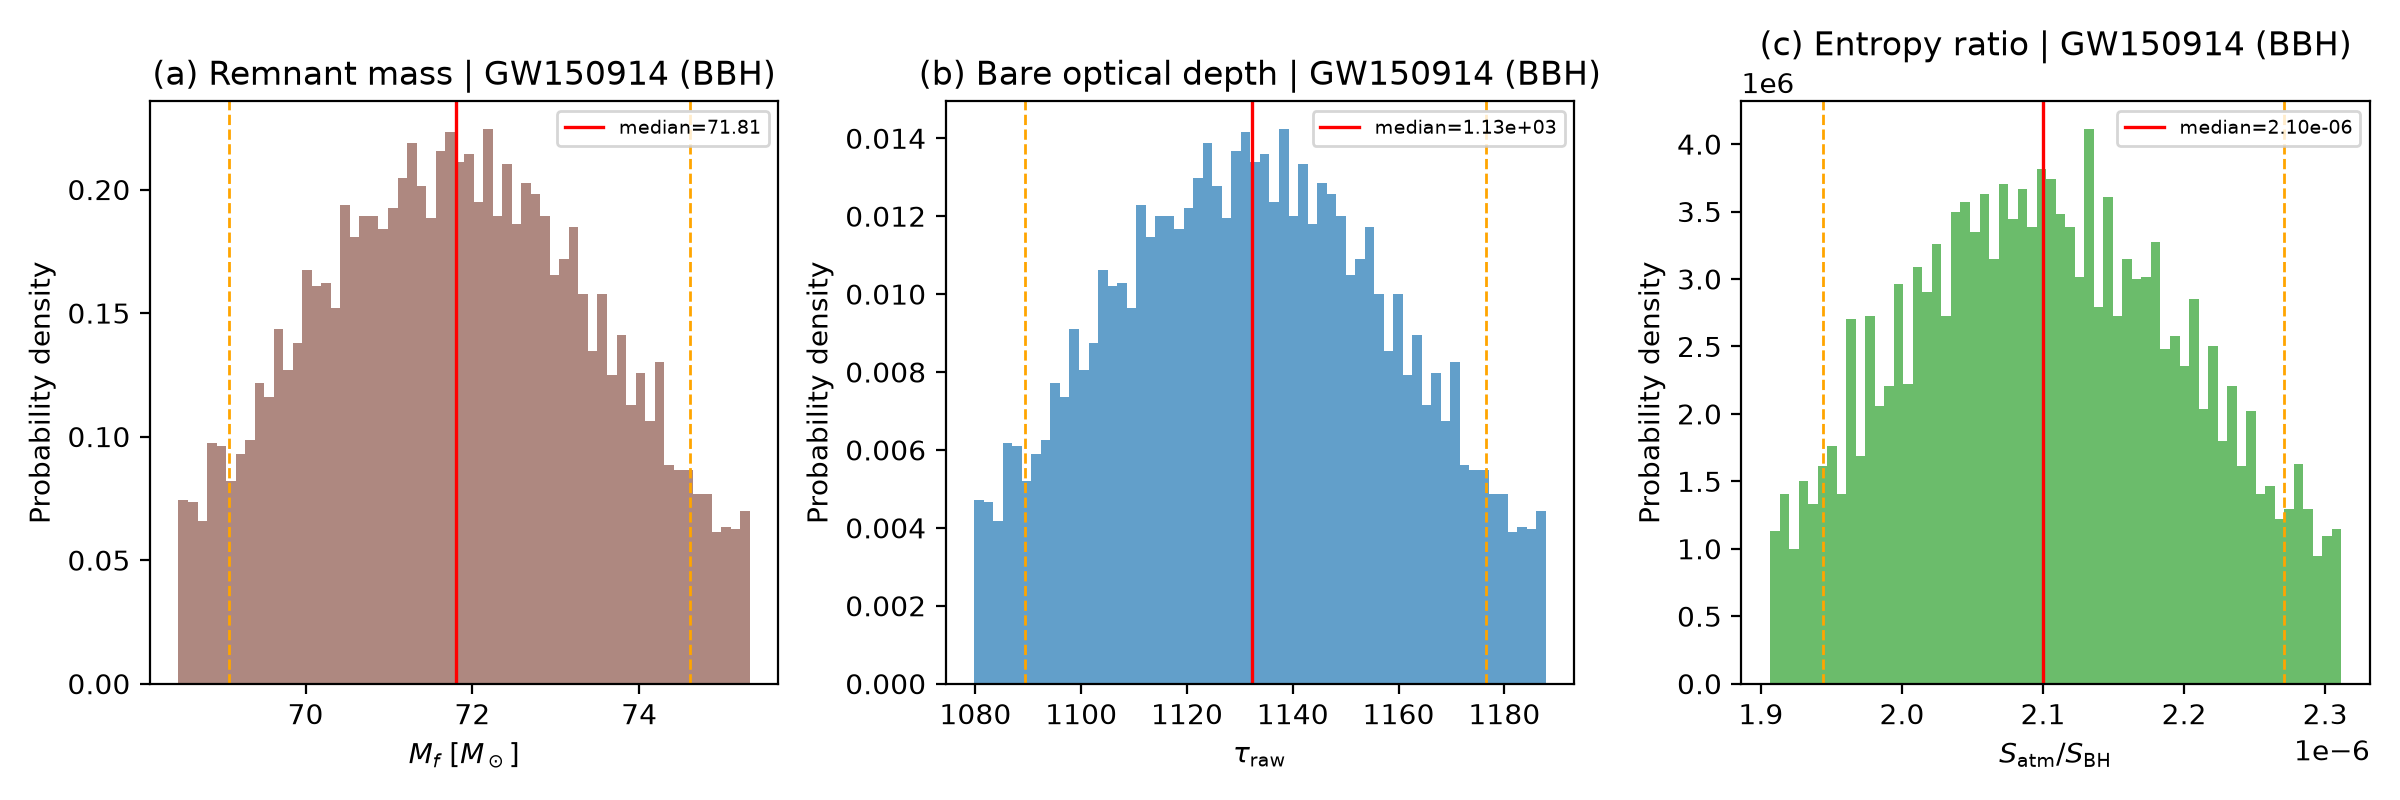 (a) Remnant mass | GW150914 (BBH)
median=71.81
Probability density
0.20
0.15
0.10
0.05
0.00
70 72 74
M_f [M_⊙]
(b) Bare optical depth | GW150914 (BBH)
median=1.13e+03
Probability density
0.014
0.012
0.010
0.008
0.006
0.004
0.002
0.000
1080 1100 1120 1140 1160 1180
τ_raw
(c) Entropy ratio | GW150914 (BBH)
1e6
median=2.10e-06
Probability density
4.0
3.5
3.0
2.5
2.0
1.5
1.0
0.5
0.0
1.9 2.0 2.1 2.2 2.3
1e−6
S_atm/S_BH